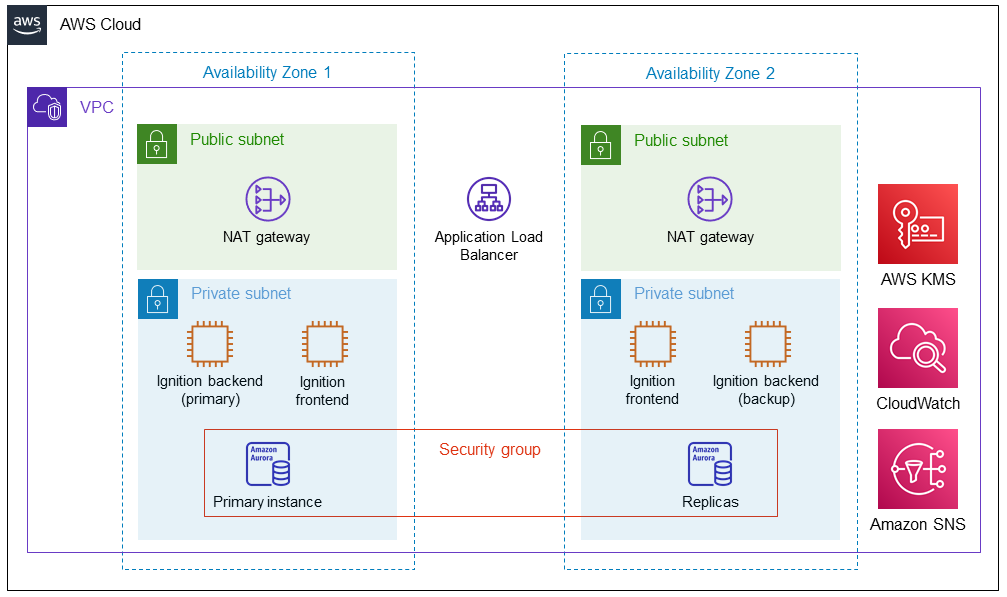 aws
AWS Cloud
Availability Zone 1
Availability Zone 2
VPC
Public subnet
NAT gateway
Application Load
Balancer
Public subnet
NAT gateway
AWS KMS
Private subnet
Ignition backend
(primary)
Ignition
frontend
Private subnet
Ignition
frontend
Ignition backend
(backup)
CloudWatch
Security group
Amazon
Aurora
Primary instance
Amazon
Aurora
Replicas
Amazon SNS